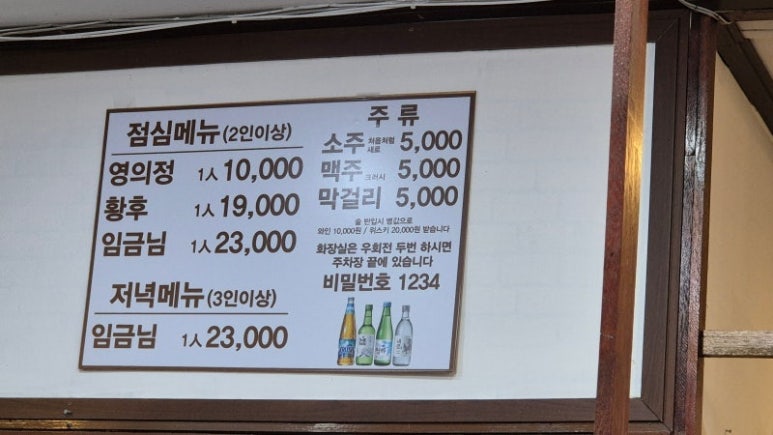 점심메뉴(2인이상)
영의정 1人 10,000
황후 1人 19,000
임금님 1人 23,000
저녁메뉴(3인이상)
임금님 1人 23,000
주 류
소주 처음처럼 새로 5,000
맥주 크러시 5,000
막걸리 5,000
술 반입시 병값으로
와인 10,000원 / 위스키 20,000원 받습니다
화장실은 우회전 두번 하시면
주차장 끝에 있습니다
비밀번호 1234